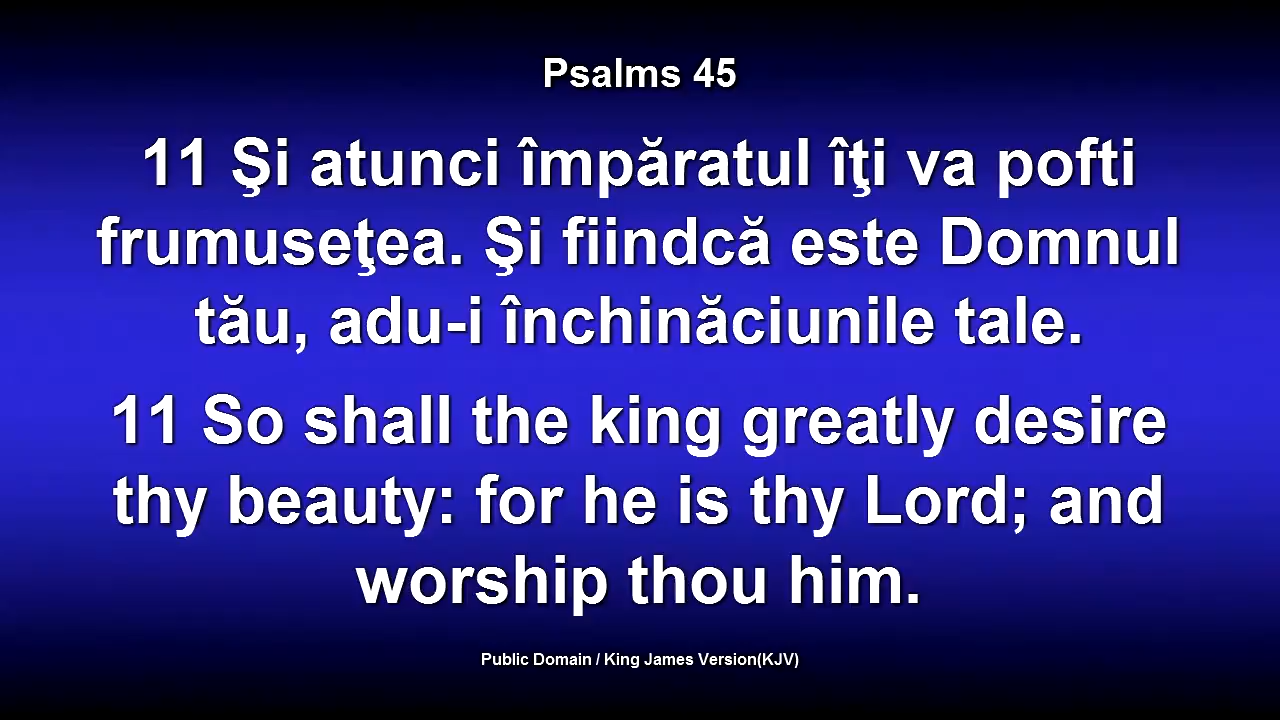 Psalms 45
11 Şi atunci împăratul îţi va pofti
frumuseţea. Şi fiindcă este Domnul
tău, adu-i închinăciunile tale.
11 So shall the king greatly desire
thy beauty: for he is thy Lord; and
worship thou him.
Public Domain / King James Version(KJV)